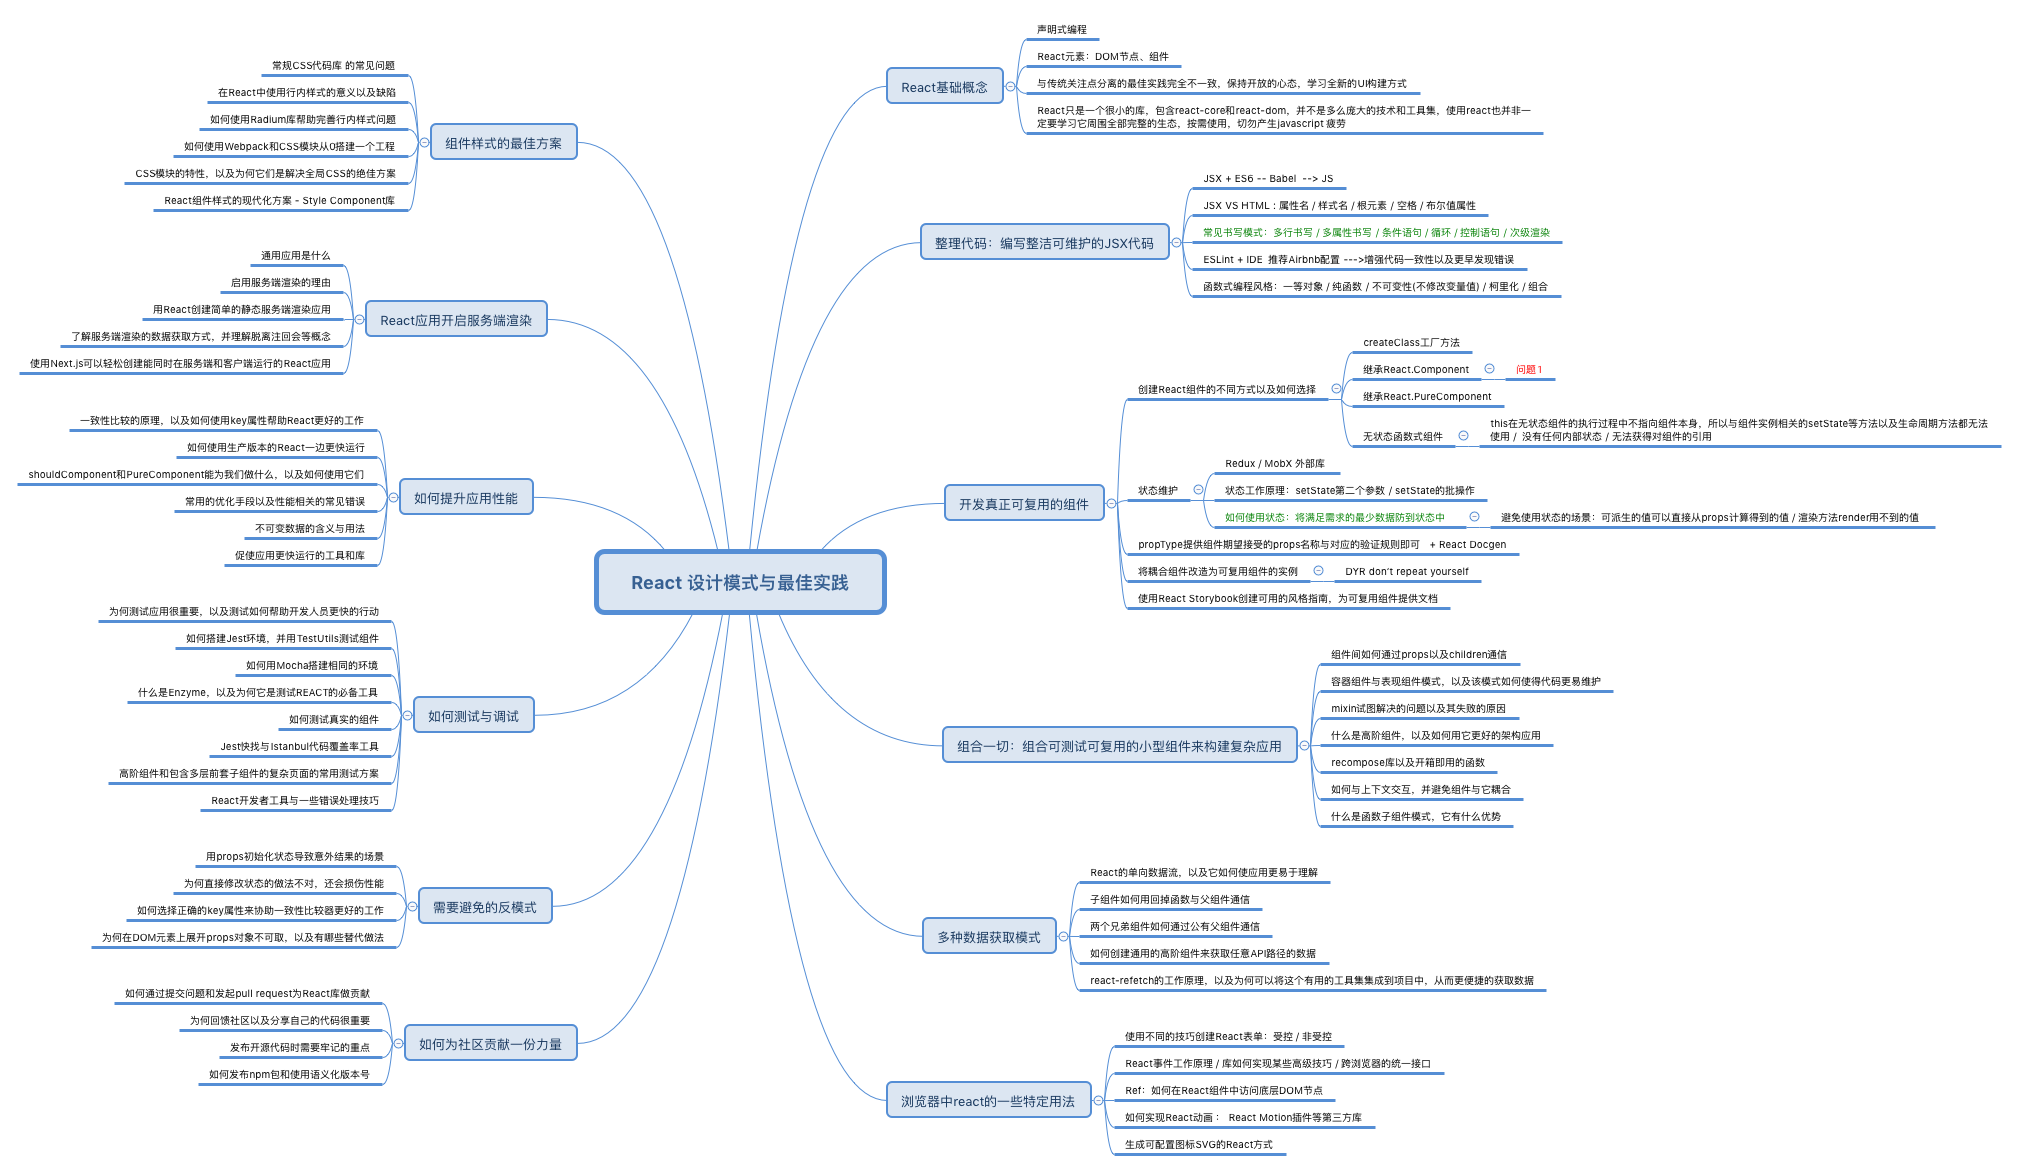 React 设计模式与最佳实践
React基础概念
声明式编程
React元素：DOM节点、组件
与传统关注点分离的最佳实践完全不一致，保持开放的心态，学习全新的UI构建方式
React只是一个很小的库，包含react-core和react-dom，并不是多么庞大的技术和工具集，使用react也并非一
定要学习它周围全部完整的生态，按需使用，切勿产生javascript 疲劳
整理代码：编写整洁可维护的JSX代码
JSX + ES6 -- Babel --> JS
JSX VS HTML : 属性名 / 样式名 / 根元素 / 空格 / 布尔值属性
常见书写模式：多行书写 / 多属性书写 / 条件语句 / 循环 / 控制语句 / 次级渲染
ESLint + IDE 推荐Airbnb配置 --->增强代码一致性以及更早发现错误
函数式编程风格：一等对象 / 纯函数 / 不可变性(不修改变量值) / 柯里化 / 组合
开发真正可复用的组件
创建React组件的不同方式以及如何选择
createClass工厂方法
继承React.Component
问题1
继承React.PureComponent
无状态函数式组件
this在无状态组件的执行过程中不指向组件本身，所以与组件实例相关的setState等方法以及生命周期方法都无法
使用 / 没有任何内部状态 / 无法获得对组件的引用
状态维护
Redux / MobX 外部库
状态工作原理：setState第二个参数 / setState的批操作
如何使用状态：将满足需求的最少数据防到状态中
避免使用状态的场景：可派生的值可以直接从props计算得到的值 / 渲染方法render用不到的值
propType提供组件期望接受的props名称与对应的验证规则即可 + React Docgen
将耦合组件改造为可复用组件的实例
DYR don't repeat yourself
使用React Storybook创建可用的风格指南，为可复用组件提供文档
组合一切：组合可测试可复用的小型组件来构建复杂应用
组件间如何通过props以及children通信
容器组件与表现组件模式，以及该模式如何使得代码更易维护
mixin试图解决的问题以及其失败的原因
什么是高阶组件，以及如何用它更好的架构应用
recompose库以及开箱即用的函数
如何与上下文交互，并避免组件与它耦合
什么是函数子组件模式，它有什么优势
多种数据获取模式
React的单向数据流，以及它如何使应用更易于理解
子组件如何用回掉函数与父组件通信
两个兄弟组件如何通过公有父组件通信
如何创建通用的高阶组件来获取任意API路径的数据
react-refetch的工作原理，以及为何可以将这个有用的工具集集成到项目中，从而更便捷的获取数据
浏览器中react的一些特定用法
使用不同的技巧创建React表单：受控 / 非受控
React事件工作原理 / 库如何实现某些高级技巧 / 跨浏览器的统一接口
Ref：如何在React组件中访问底层DOM节点
如何实现React动画： React Motion插件等第三方库
生成可配置图标SVG的React方式
组件样式的最佳方案
常规CSS代码库 的常见问题
在React中使用行内样式的意义以及缺陷
如何使用Radium库帮助完善行内样式问题
如何使用Webpack和CSS模块从0搭建一个工程
CSS模块的特性，以及为何它们是解决全局CSS的绝佳方案
React组件样式的现代化方案 - Style Component库
React应用开启服务端渲染
通用应用是什么
启用服务端渲染的理由
用React创建简单的静态服务端渲染应用
了解服务端渲染的数据获取方式，并理解脱离注回会等概念
使用Next.js可以轻松创建能同时在服务端和客户端运行的React应用
如何提升应用性能
一致性比较的原理，以及如何使用key属性帮助React更好的工作
如何使用生产版本的React一边更快运行
shouldComponent和PureComponent能为我们做什么，以及如何使用它们
常用的优化手段以及性能相关的常见错误
不可变数据的含义与用法
促使应用更快运行的工具和库
如何测试与调试
为何测试应用很重要，以及测试如何帮助开发人员更快的行动
如何搭建Jest环境，并用TestUtils测试组件
如何用Mocha搭建相同的环境
什么是Enzyme，以及为何它是测试REACT的必备工具
如何测试真实的组件
Jest快找与Istanbul代码覆盖率工具
高阶组件和包含多层前套子组件的复杂页面的常用测试方案
React开发者工具与一些错误处理技巧
需要避免的反模式
用props初始化状态导致意外结果的场景
为何直接修改状态的做法不对，还会损伤性能
如何选择正确的key属性来协助一致性比较器更好的工作
为何在DOM元素上展开props对象不可取，以及有哪些替代做法
如何为社区贡献一份力量
如何通过提交问题和发起pull request为React库做贡献
为何回馈社区以及分享自己的代码很重要
发布开源代码时需要牢记的重点
如何发布npm包和使用语义化版本号